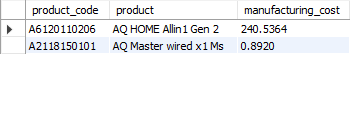 product_code product manufacturing_cost
A6120110206 AQ HOME Allin1 Gen 2 240.5364
A2118150101 AQ Master wired x1 Ms 0.8920